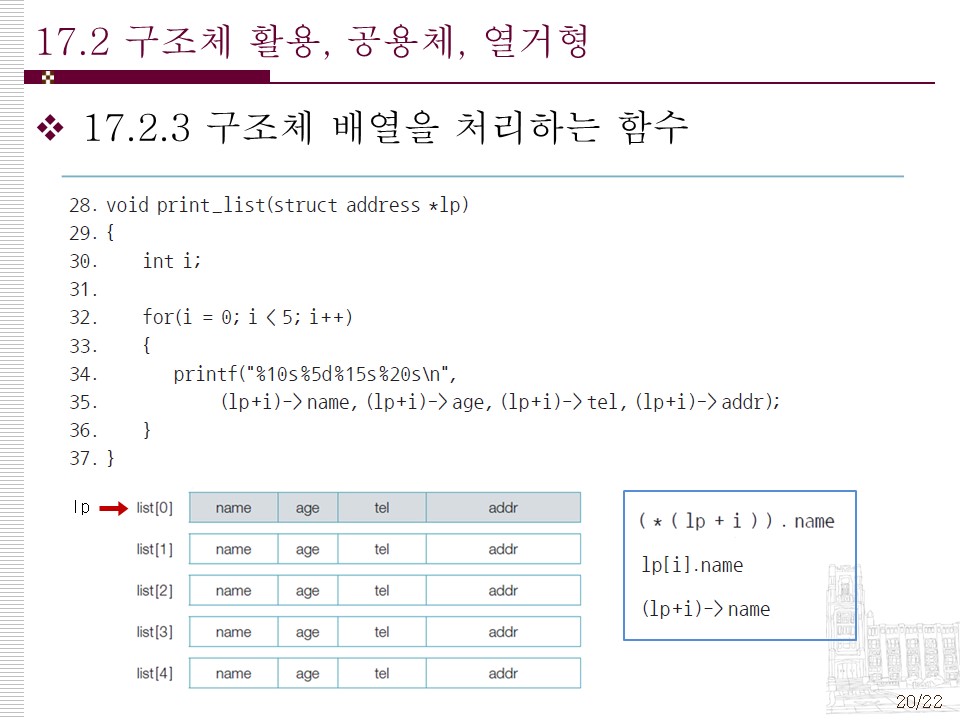 17.2 구조체 활용, 공용체, 열거형
17.2.3 구조체 배열을 처리하는 함수
28. void print_list(struct address *lp)
29. {
30. int i;
31.
32. for(i = 0; i < 5; i++)
33. {
34. printf("%10s%5d%15s%20s\n",
35. (lp+i)->name, (lp+i)->age, (lp+i)->tel, (lp+i)->addr);
36. }
37. }
lp list[0] name age tel addr
list[1] name age tel addr
list[2] name age tel addr
list[3] name age tel addr
list[4] name age tel addr
(*(lp+i)).name
lp[i].name
(lp+i)->name
20/22